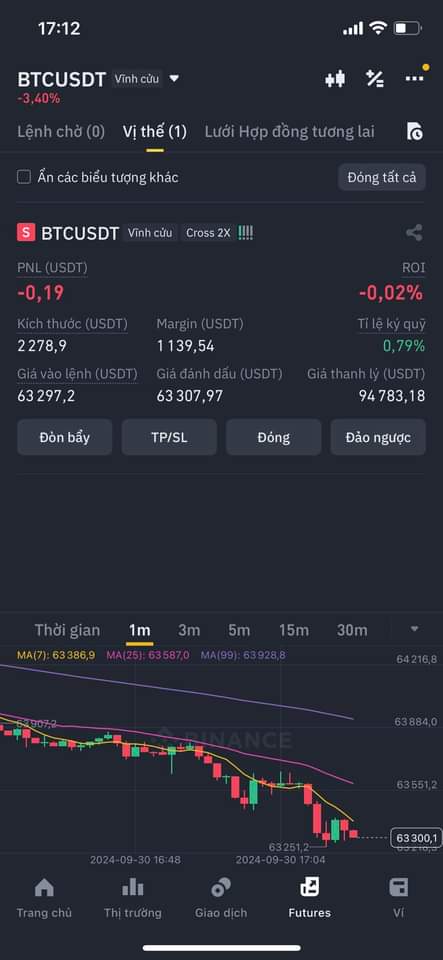 17:12
BTCUSDT Vĩnh cửu
-3,40%
Lệnh chờ (0) Vị thế (1) Lưới Hợp đồng tương lai
Ẩn các biểu tượng khác Đóng tất cả
S BTCUSDT Vĩnh cửu Cross 2X
PNL (USDT) ROI
-0,19 -0,02%
Kích thước (USDT) Margin (USDT) Tỉ lệ ký quỹ
2 278,9 1 139,54 0,79%
Giá vào lệnh (USDT) Giá đánh dấu (USDT) Giá thanh lý (USDT)
63 297,2 63 307,97 94 783,18
Đòn bẩy TP/SL Đóng Đảo ngược
Thời gian 1m 3m 5m 15m 30m
MA(7): 63 386,9 MA(25): 63 587,0 MA(99): 63 928,8
64 216,8
63 907,2 63 884,0
BINANCE
63 551,2
63 300,1
63 251,2
2024-09-30 16:48 2024-09-30 17:04
Trang chủ Thị trường Giao dịch Futures Ví